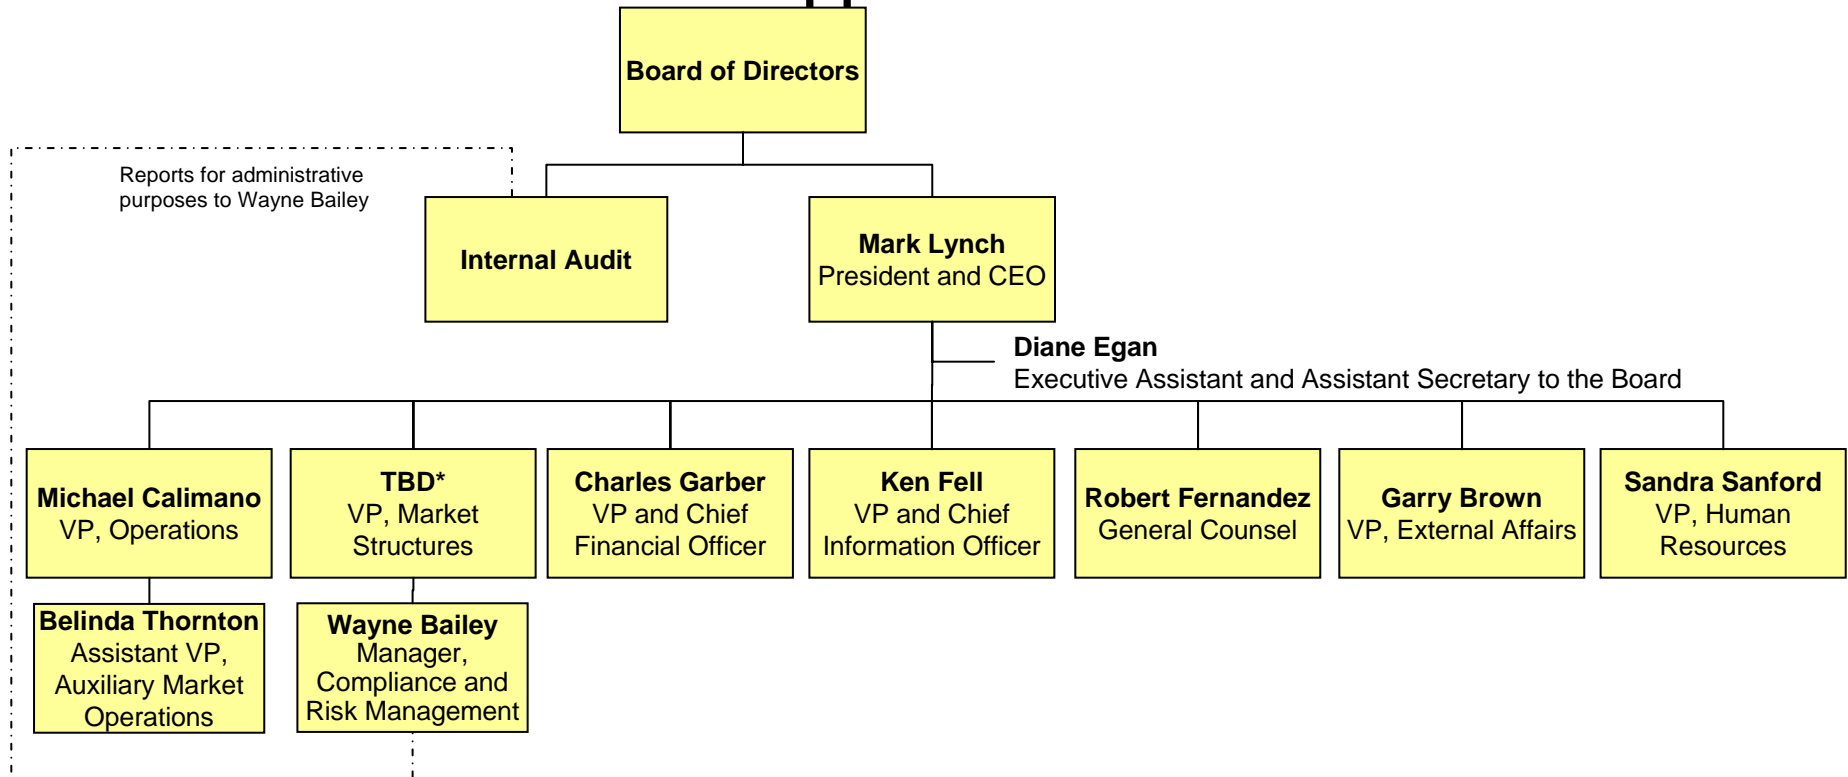 Board of Directors
Reports for administrative
purposes to Wayne Bailey
Internal Audit
Mark Lynch
President and CEO
Diane Egan
Executive Assistant and Assistant Secretary to the Board
Michael Calimano
VP, Operations
TBD*
VP, Market
Structures
Charles Garber
VP and Chief
Financial Officer
Ken Fell
VP and Chief
Information Officer
Robert Fernandez
General Counsel
Garry Brown
VP, External Affairs
Sandra Sanford
VP, Human
Resources
Belinda Thornton
Assistant VP,
Auxiliary Market
Operations
Wayne Bailey
Manager,
Compliance and
Risk Management